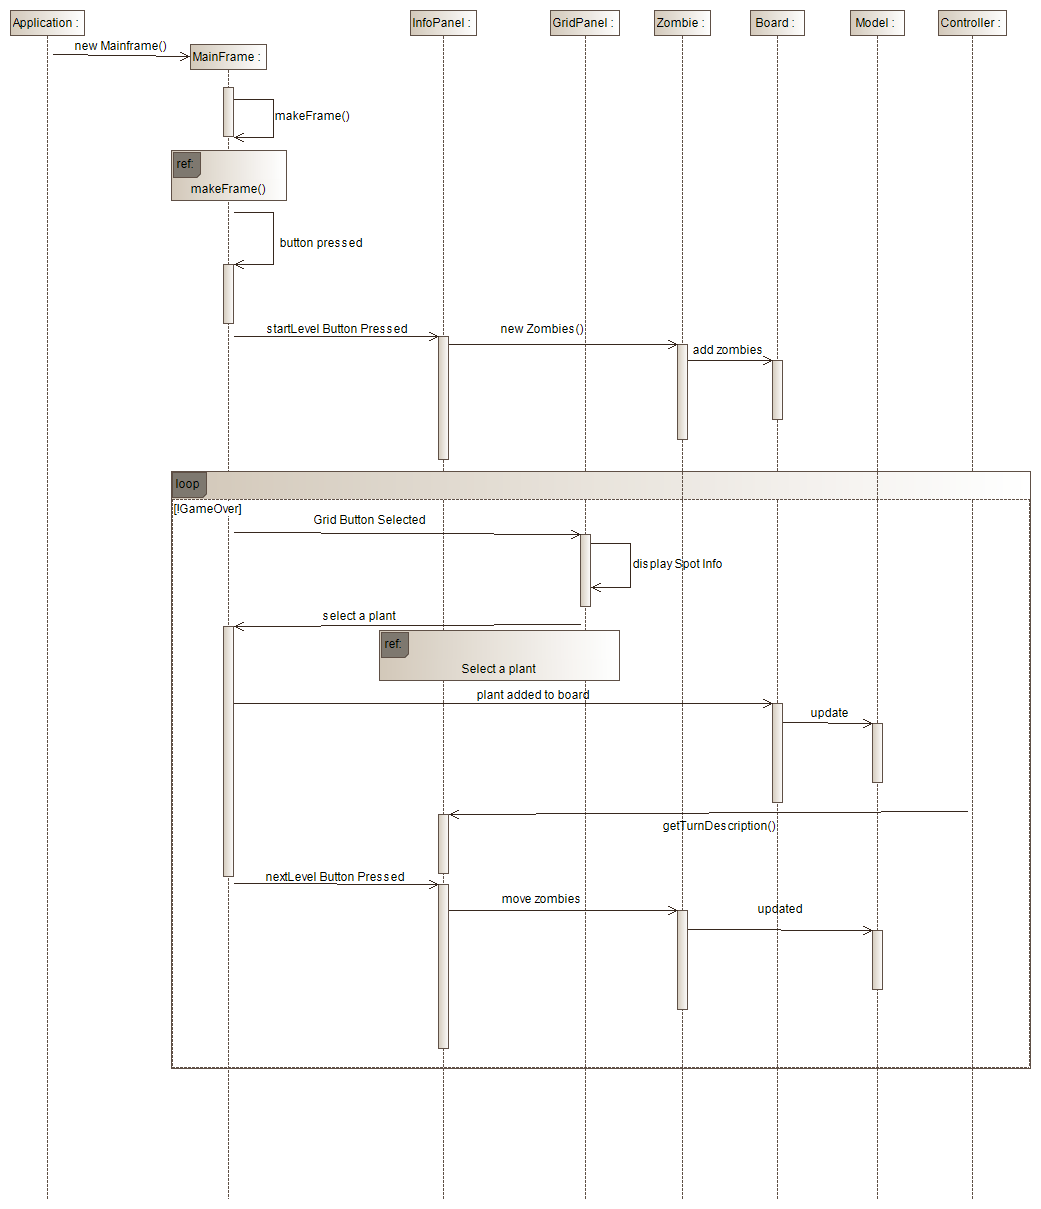 Application :
InfoPanel :
GridPanel :
Zombie :
Board :
Model :
Controller :
new Mainframe()
MainFrame :
makeFrame()
ref:
makeFrame()
button pressed
startLevel Button Pressed
new Zombies()
add zombies
loop
[!GameOver]
Grid Button Selected
display Spot Info
select a plant
ref:
Select a plant
plant added to board
update
getTurnDescription()
nextLevel Button Pressed
move zombies
updated